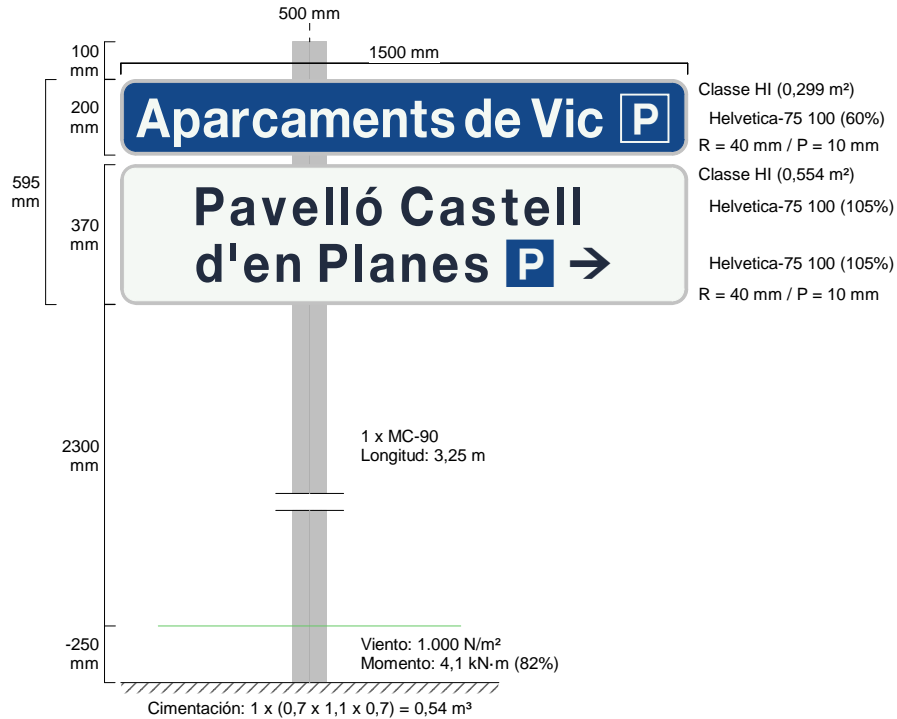 500 mm
100
mm
1500 mm
200
mm
Aparcaments de Vic P
Classe HI (0,299 m²)
Helvetica-75 100 (60%)
R = 40 mm / P = 10 mm
595
mm
370
mm
Pavelló Castell
d'en Planes P →
Classe HI (0,554 m²)
Helvetica-75 100 (105%)
Helvetica-75 100 (105%)
R = 40 mm / P = 10 mm
2300
mm
1 x MC-90
Longitud: 3,25 m
-250
mm
Viento: 1.000 N/m²
Momento: 4,1 kN·m (82%)
Cimentación: 1 x (0,7 x 1,1 x 0,7) = 0,54 m³